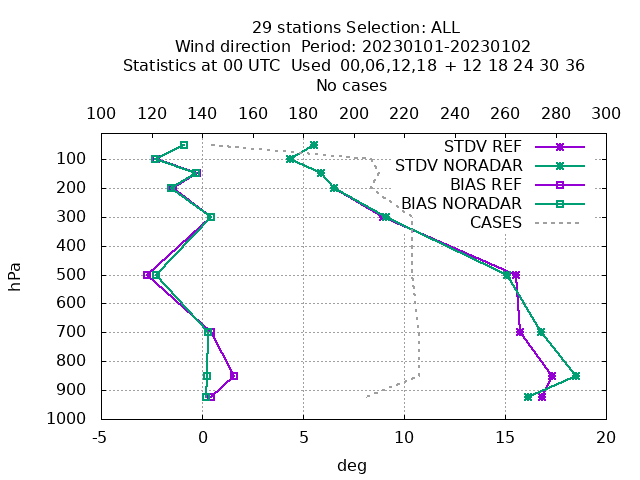 29 stations Selection: ALL
Wind direction  Period: 20230101-20230102
Statistics at 00 UTC  Used  00,06,12,18  + 12 18 24 30 36
No cases
100 120 140 160 180 200 220 240 260 280 300
STDV REF
STDV NORADAR
BIAS REF
BIAS NORADAR
CASES
100
200
300
400
500
600
700
800
900
1000
hPa
-5 0 5 10 15 20
deg